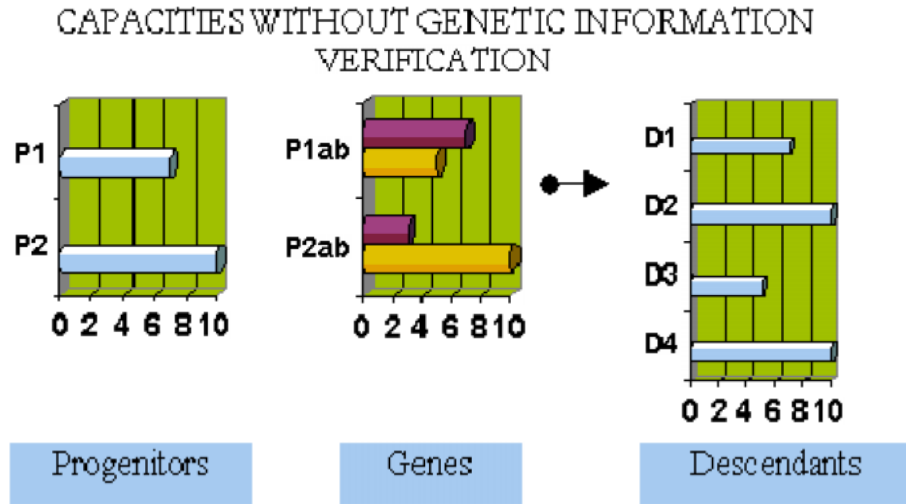 CAPACITIES WITHOUT GENETIC INFORMATION
VERIFICATION
P1
P2
0 2 4 6 8 10
P1ab
P2ab
0 2 4 6 8 10
D1
D2
D3
D4
0 2 4 6 8 10
Progenitors
Genes
Descendants